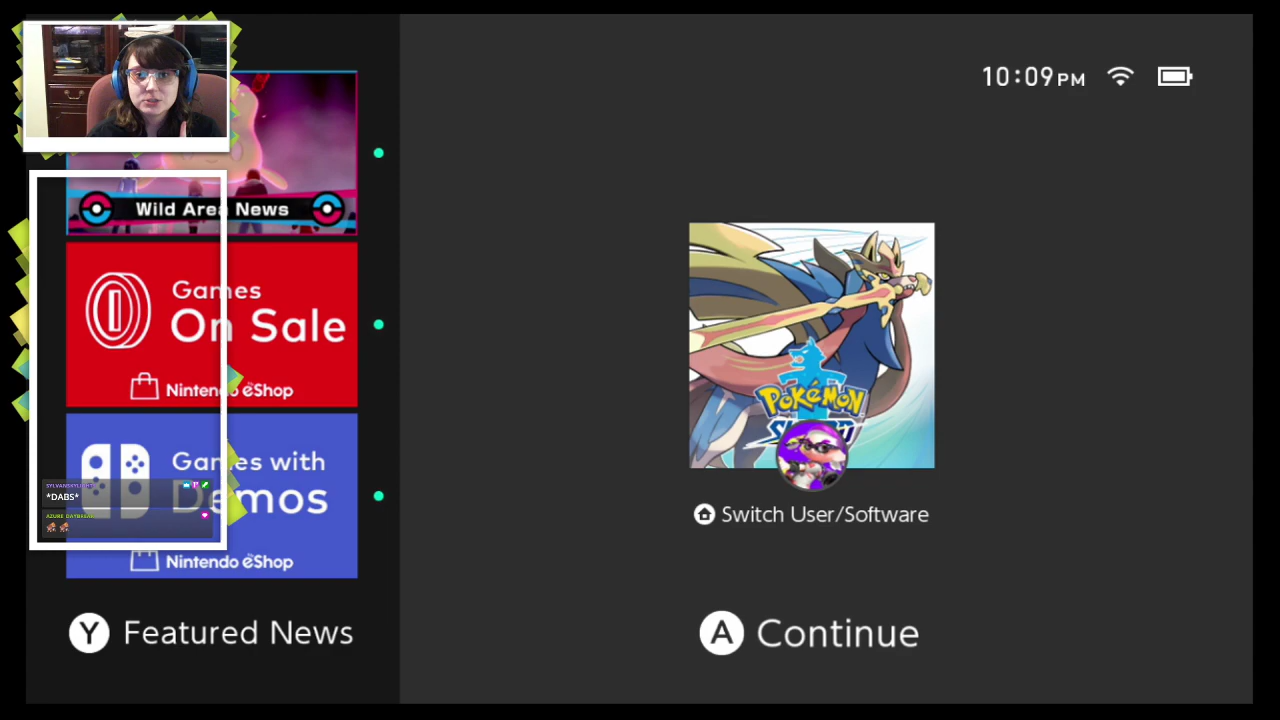 10:09PM
Wild Area News
Games
On Sale
Nintendo eShop
Games with
Demos
Nintendo eShop
*DABS*
POKÉMON
SWORD
Switch User/Software
Y Featured News
A Continue